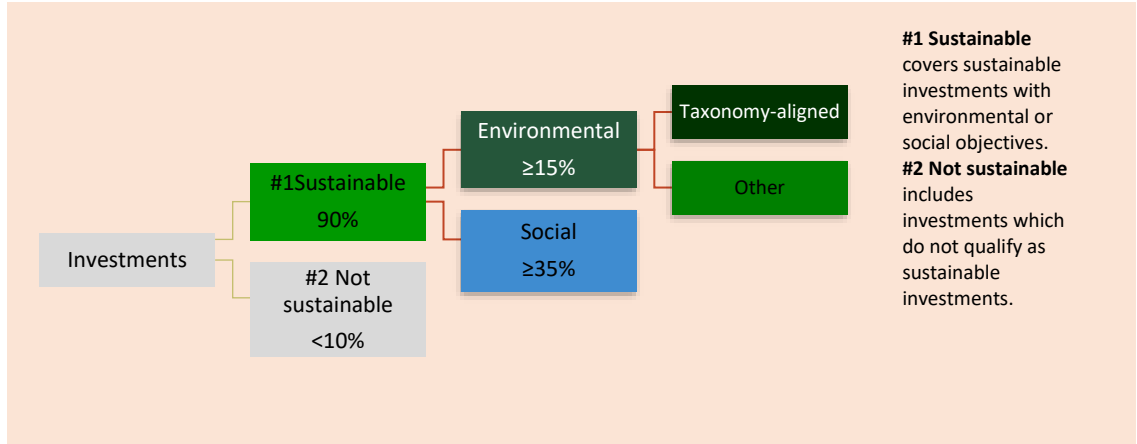 Investments
#1Sustainable
90%
#2 Not
sustainable
<10%
Environmental
≥15%
Social
≥35%
Taxonomy-aligned
Other
#1 Sustainable
covers sustainable
investments with
environmental or
social objectives.
#2 Not sustainable
includes
investments which
do not qualify as
sustainable
investments.